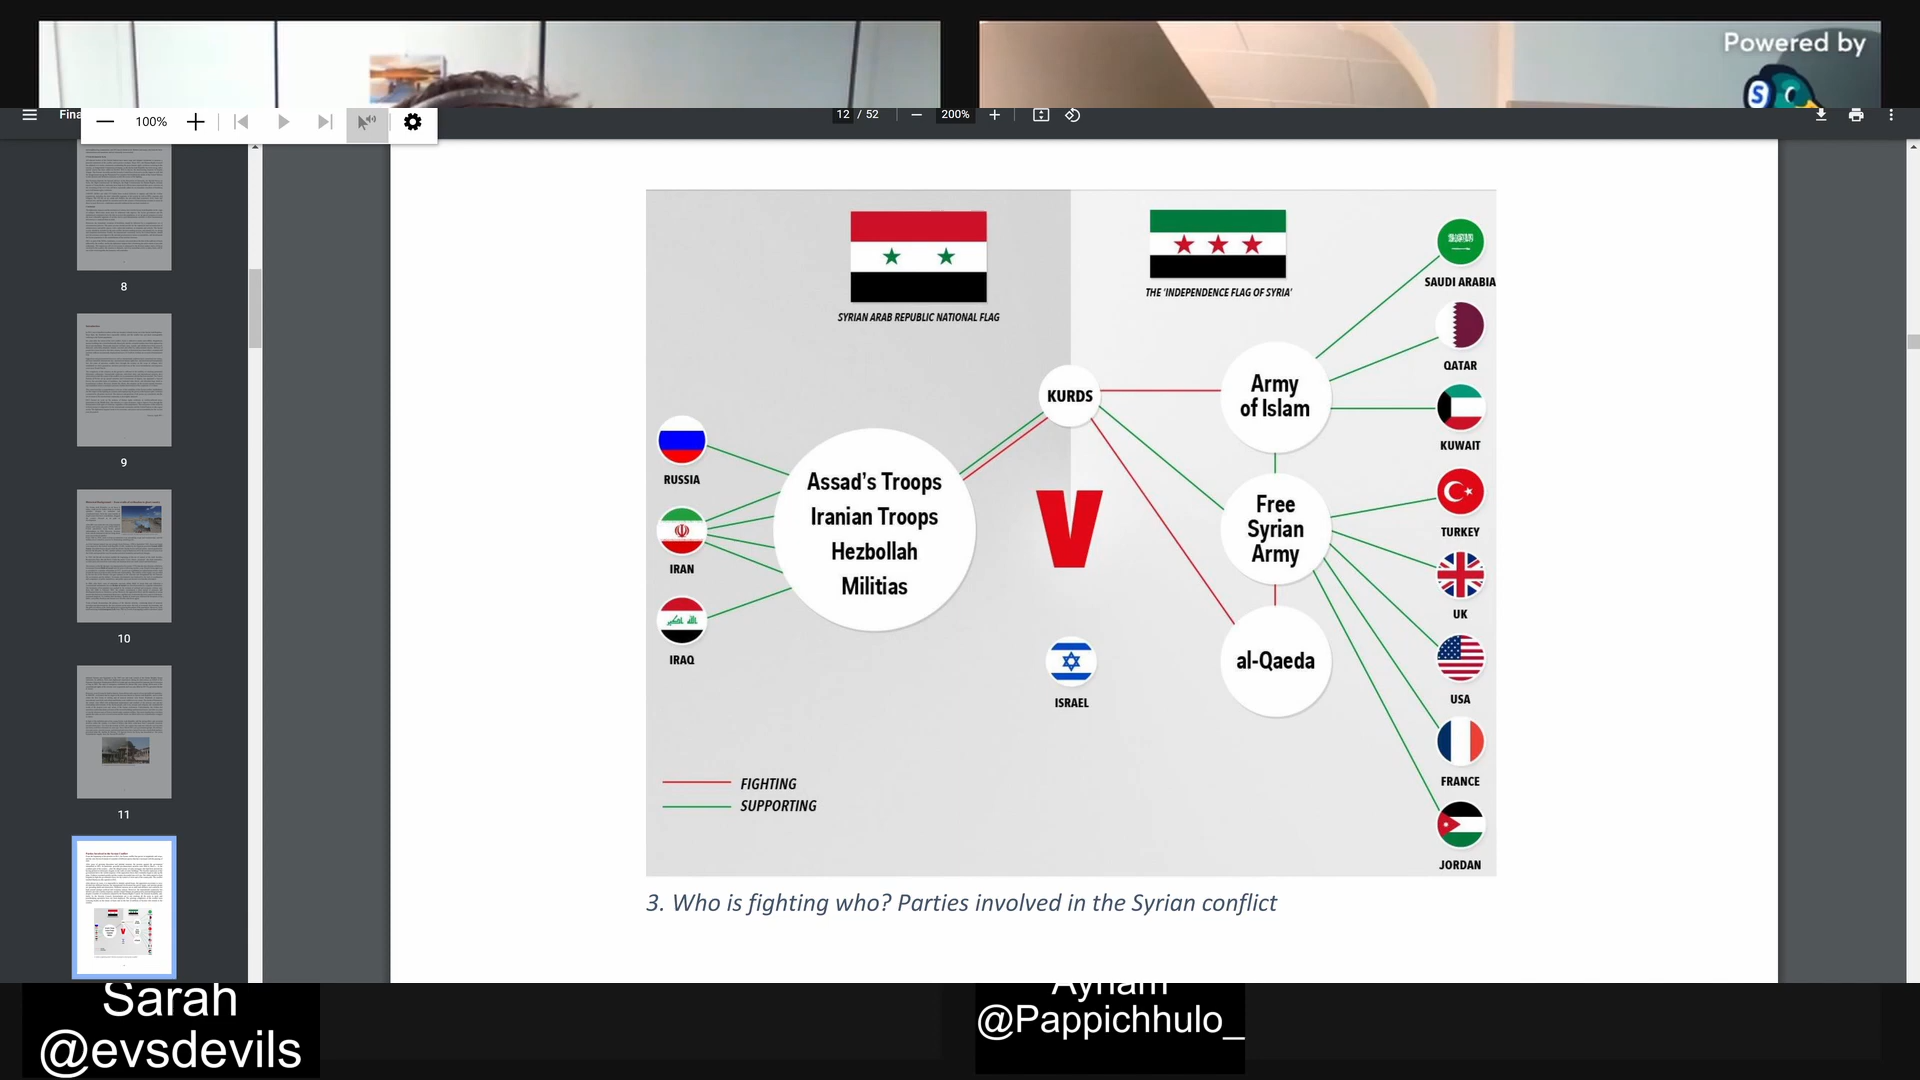 Powered by
S
Fina
100%
12 / 52
200%
8
9
10
11
SYRIAN ARAB REPUBLIC NATIONAL FLAG
THE 'INDEPENDENCE FLAG OF SYRIA'
SAUDI ARABIA
QATAR
KUWAIT
TURKEY
UK
USA
FRANCE
JORDAN
KURDS
Army
of Islam
Free
Syrian
Army
al-Qaeda
RUSSIA
IRAN
IRAQ
Assad's Troops
Iranian Troops
Hezbollah
Militias
V
ISRAEL
FIGHTING
SUPPORTING
3. Who is fighting who? Parties involved in the Syrian conflict
Sarah
@evsdevils
Ayham
@Pappichhulo_